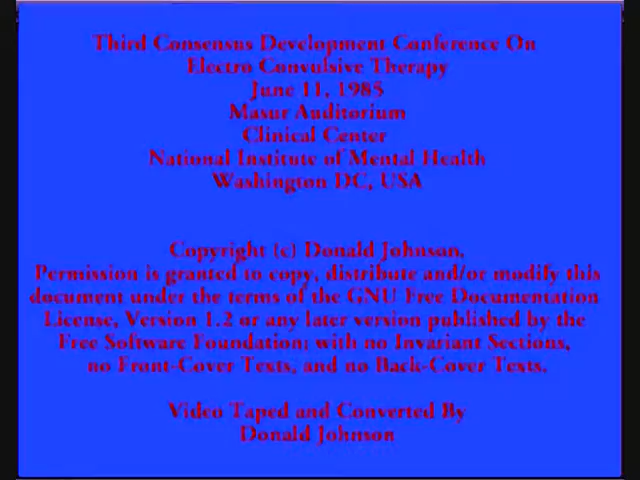 Third Consensus Development Conference On
Electro Convulsive Therapy
June 11, 1985
Masur Auditorium
Clinical Center
National Institute of Mental Health
Washington DC, USA
Copyright (c) Donald Johnson,
Permission is granted to copy, distribute and/or modify this
document under the terms of the GNU Free Documentation
License, Version 1.2 or any later version published by the
Free Software Foundation; with no Invariant Sections,
no Front-Cover Texts, and no Back-Cover Texts.
Video Taped and Converted By
Donald Johnson